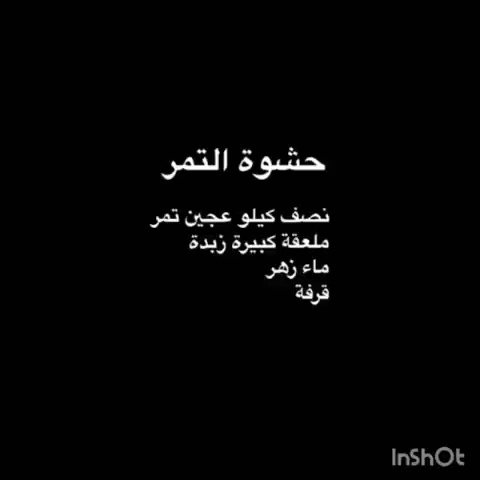 حشوة التمر
نصف كيلو عجين تمر
ملعقة كبيرة زبدة
ماء زهر
قرفة
InShOt